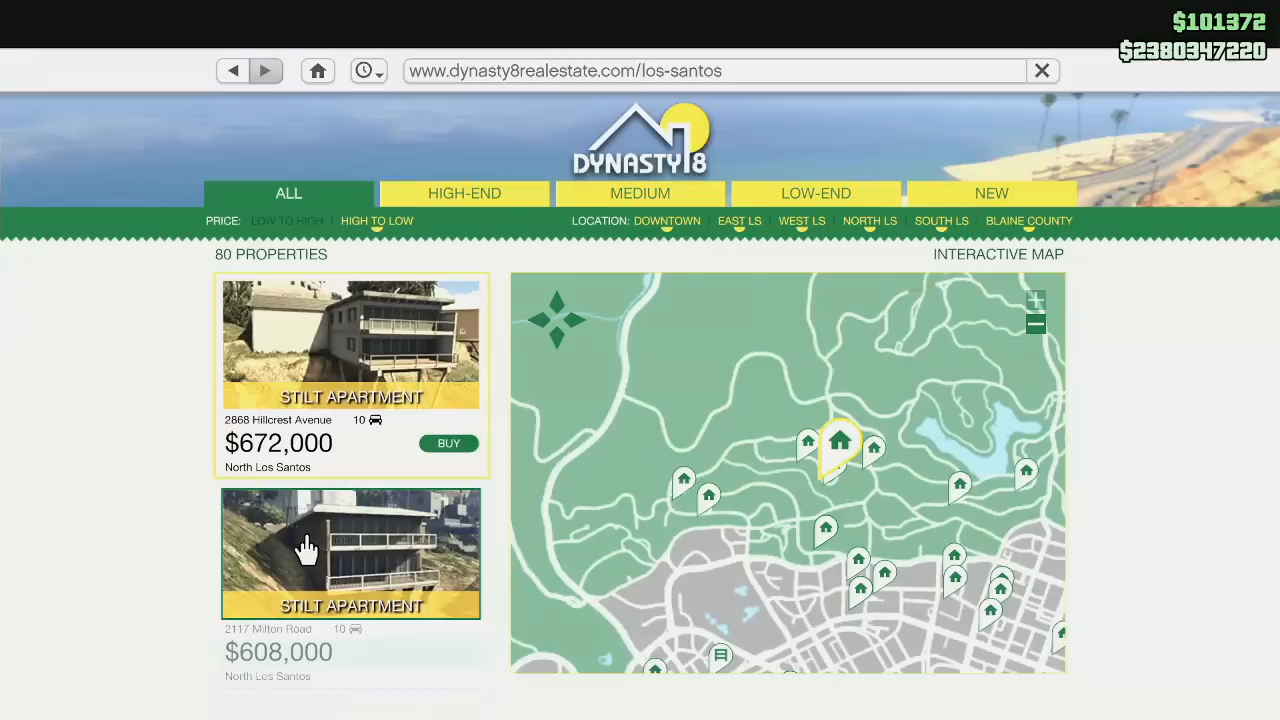 $101372
$2380347220
www.dynasty8realestate.com/los-santos
DYNASTY 8
ALL HIGH-END MEDIUM LOW-END NEW
PRICE: LOW TO HIGH | HIGH TO LOW LOCATION: DOWNTOWN | EAST LS | WEST LS | NORTH LS | SOUTH LS | BLAINE COUNTY
80 PROPERTIES INTERACTIVE MAP
STILT APARTMENT
2868 Hillcrest Avenue 10
$672,000 BUY
North Los Santos
STILT APARTMENT
2117 Milton Road 10
$608,000
North Los Santos